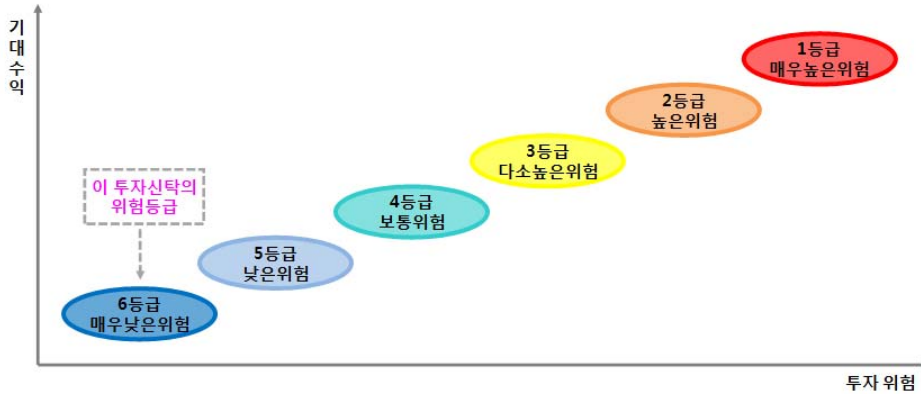 기대수익
1등급
매우높은위험
2등급
높은위험
3등급
다소높은위험
이 투자신탁의
위험등급
4등급
보통위험
5등급
낮은위험
6등급
매우낮은위험
투자 위험